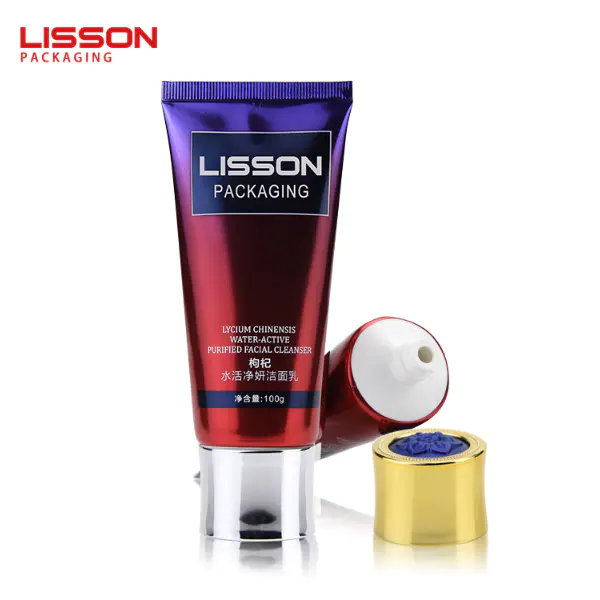 LISSON
PACKAGING
LISSON
PACKAGING
LYCIUM CHINENSIS
WATER-ACTIVE
PURIFIED FACIAL CLEANSER
枸杞
水活净妍洁面乳
净含量:100g